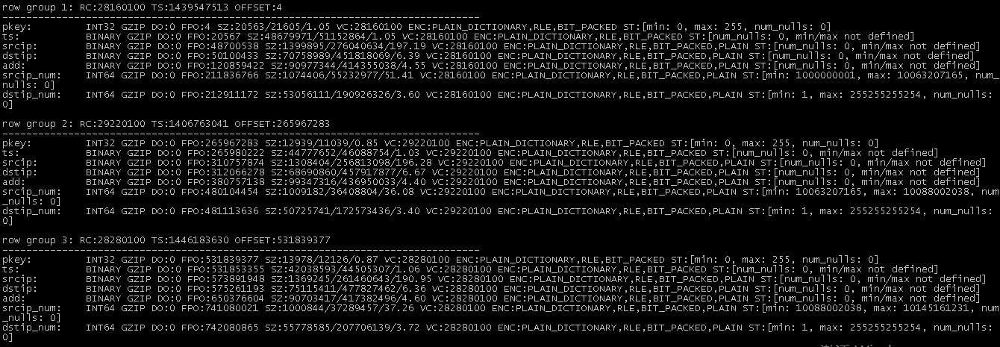 row group 1: RC:28160100 TS:1439547513 OFFSET:4
--------------------------------------------------------------------------------
pkey: INT32 GZIP DO:0 FPO:4 SZ:20563/21605/1.05 VC:28160100 ENC:PLAIN_DICTIONARY,RLE,BIT_PACKED ST:[min: 0, max: 255, num_nulls: 0]
ts: BINARY GZIP DO:0 FPO:20567 SZ:48679971/51152864/1.05 VC:28160100 ENC:PLAIN_DICTIONARY,RLE,BIT_PACKED ST:[num_nulls: 0, min/max not defined]
srcip: BINARY GZIP DO:0 FPO:48700538 SZ:1399895/276040634/197.19 VC:28160100 ENC:PLAIN_DICTIONARY,RLE,BIT_PACKED,PLAIN ST:[num_nulls: 0, min/max not defined]
dstip: BINARY GZIP DO:0 FPO:50100433 SZ:70758989/451818069/6.39 VC:28160100 ENC:PLAIN_DICTIONARY,RLE,BIT_PACKED,PLAIN ST:[num_nulls: 0, min/max not defined]
add: BINARY GZIP DO:0 FPO:120859422 SZ:90977344/414355038/4.55 VC:28160100 ENC:PLAIN_DICTIONARY,RLE,BIT_PACKED,PLAIN ST:[num_nulls: 0, min/max not defined]
srcip_num: INT64 GZIP DO:0 FPO:211836766 SZ:1074406/55232977/51.41 VC:28160100 ENC:PLAIN_DICTIONARY,RLE,BIT_PACKED,PLAIN ST:[min: 1000000001, max: 10063207165, num_
nulls: 0]
dstip_num: INT64 GZIP DO:0 FPO:212911172 SZ:53056111/190926326/3.60 VC:28160100 ENC:PLAIN_DICTIONARY,RLE,BIT_PACKED,PLAIN ST:[min: 1, max: 255255255254, num_nulls:
0]
row group 2: RC:29220100 TS:1406763041 OFFSET:265967283
--------------------------------------------------------------------------------
pkey: INT32 GZIP DO:0 FPO:265967283 SZ:12939/11039/0.85 VC:29220100 ENC:PLAIN_DICTIONARY,RLE,BIT_PACKED ST:[min: 0, max: 255, num_nulls: 0]
ts: BINARY GZIP DO:0 FPO:265980222 SZ:44777652/46088754/1.03 VC:29220100 ENC:PLAIN_DICTIONARY,RLE,BIT_PACKED ST:[num_nulls: 0, min/max not defined]
srcip: BINARY GZIP DO:0 FPO:310757874 SZ:1308404/256813098/196.28 VC:29220100 ENC:PLAIN_DICTIONARY,RLE,BIT_PACKED,PLAIN ST:[num_nulls: 0, min/max not defined]
dstip: BINARY GZIP DO:0 FPO:312066278 SZ:68690860/457917877/6.67 VC:29220100 ENC:PLAIN_DICTIONARY,RLE,BIT_PACKED,PLAIN ST:[num_nulls: 0, min/max not defined]
add: BINARY GZIP DO:0 FPO:380757138 SZ:99347316/436950033/4.40 VC:29220100 ENC:PLAIN_DICTIONARY,RLE,BIT_PACKED,PLAIN ST:[num_nulls: 0, min/max not defined]
srcip_num: INT64 GZIP DO:0 FPO:480104454 SZ:1009182/36408804/36.08 VC:29220100 ENC:PLAIN_DICTIONARY,RLE,BIT_PACKED,PLAIN ST:[min: 10063207165, max: 10088002038, num
_nulls: 0]
dstip_num: INT64 GZIP DO:0 FPO:481113636 SZ:50725741/172573436/3.40 VC:29220100 ENC:PLAIN_DICTIONARY,RLE,BIT_PACKED,PLAIN ST:[min: 1, max: 255255255254, num_nulls:
0]
row group 3: RC:28280100 TS:1446183630 OFFSET:531839377
--------------------------------------------------------------------------------
pkey: INT32 GZIP DO:0 FPO:531839377 SZ:13978/12126/0.87 VC:28280100 ENC:PLAIN_DICTIONARY,RLE,BIT_PACKED ST:[min: 0, max: 255, num_nulls: 0]
ts: BINARY GZIP DO:0 FPO:531853355 SZ:42038593/44505307/1.06 VC:28280100 ENC:PLAIN_DICTIONARY,RLE,BIT_PACKED ST:[num_nulls: 0, min/max not defined]
srcip: BINARY GZIP DO:0 FPO:573891948 SZ:1369245/261460643/190.95 VC:28280100 ENC:PLAIN_DICTIONARY,RLE,BIT_PACKED,PLAIN ST:[num_nulls: 0, min/max not defined]
dstip: BINARY GZIP DO:0 FPO:575261193 SZ:75115411/477827462/6.36 VC:28280100 ENC:PLAIN_DICTIONARY,RLE,BIT_PACKED,PLAIN ST:[num_nulls: 0, min/max not defined]
add: BINARY GZIP DO:0 FPO:650376604 SZ:90703417/417382496/4.60 VC:28280100 ENC:PLAIN_DICTIONARY,RLE,BIT_PACKED,PLAIN ST:[num_nulls: 0, min/max not defined]
srcip_num: INT64 GZIP DO:0 FPO:741080021 SZ:1000844/37289457/37.26 VC:28280100 ENC:PLAIN_DICTIONARY,RLE,BIT_PACKED,PLAIN ST:[min: 10088002038, max: 10145161231, num
_nulls: 0]
dstip_num: INT64 GZIP DO:0 FPO:742080865 SZ:55778585/207706139/3.72 VC:28280100 ENC:PLAIN_DICTIONARY,RLE,BIT_PACKED,PLAIN ST:[min: 1, max: 255255255254, num_nulls:
0]